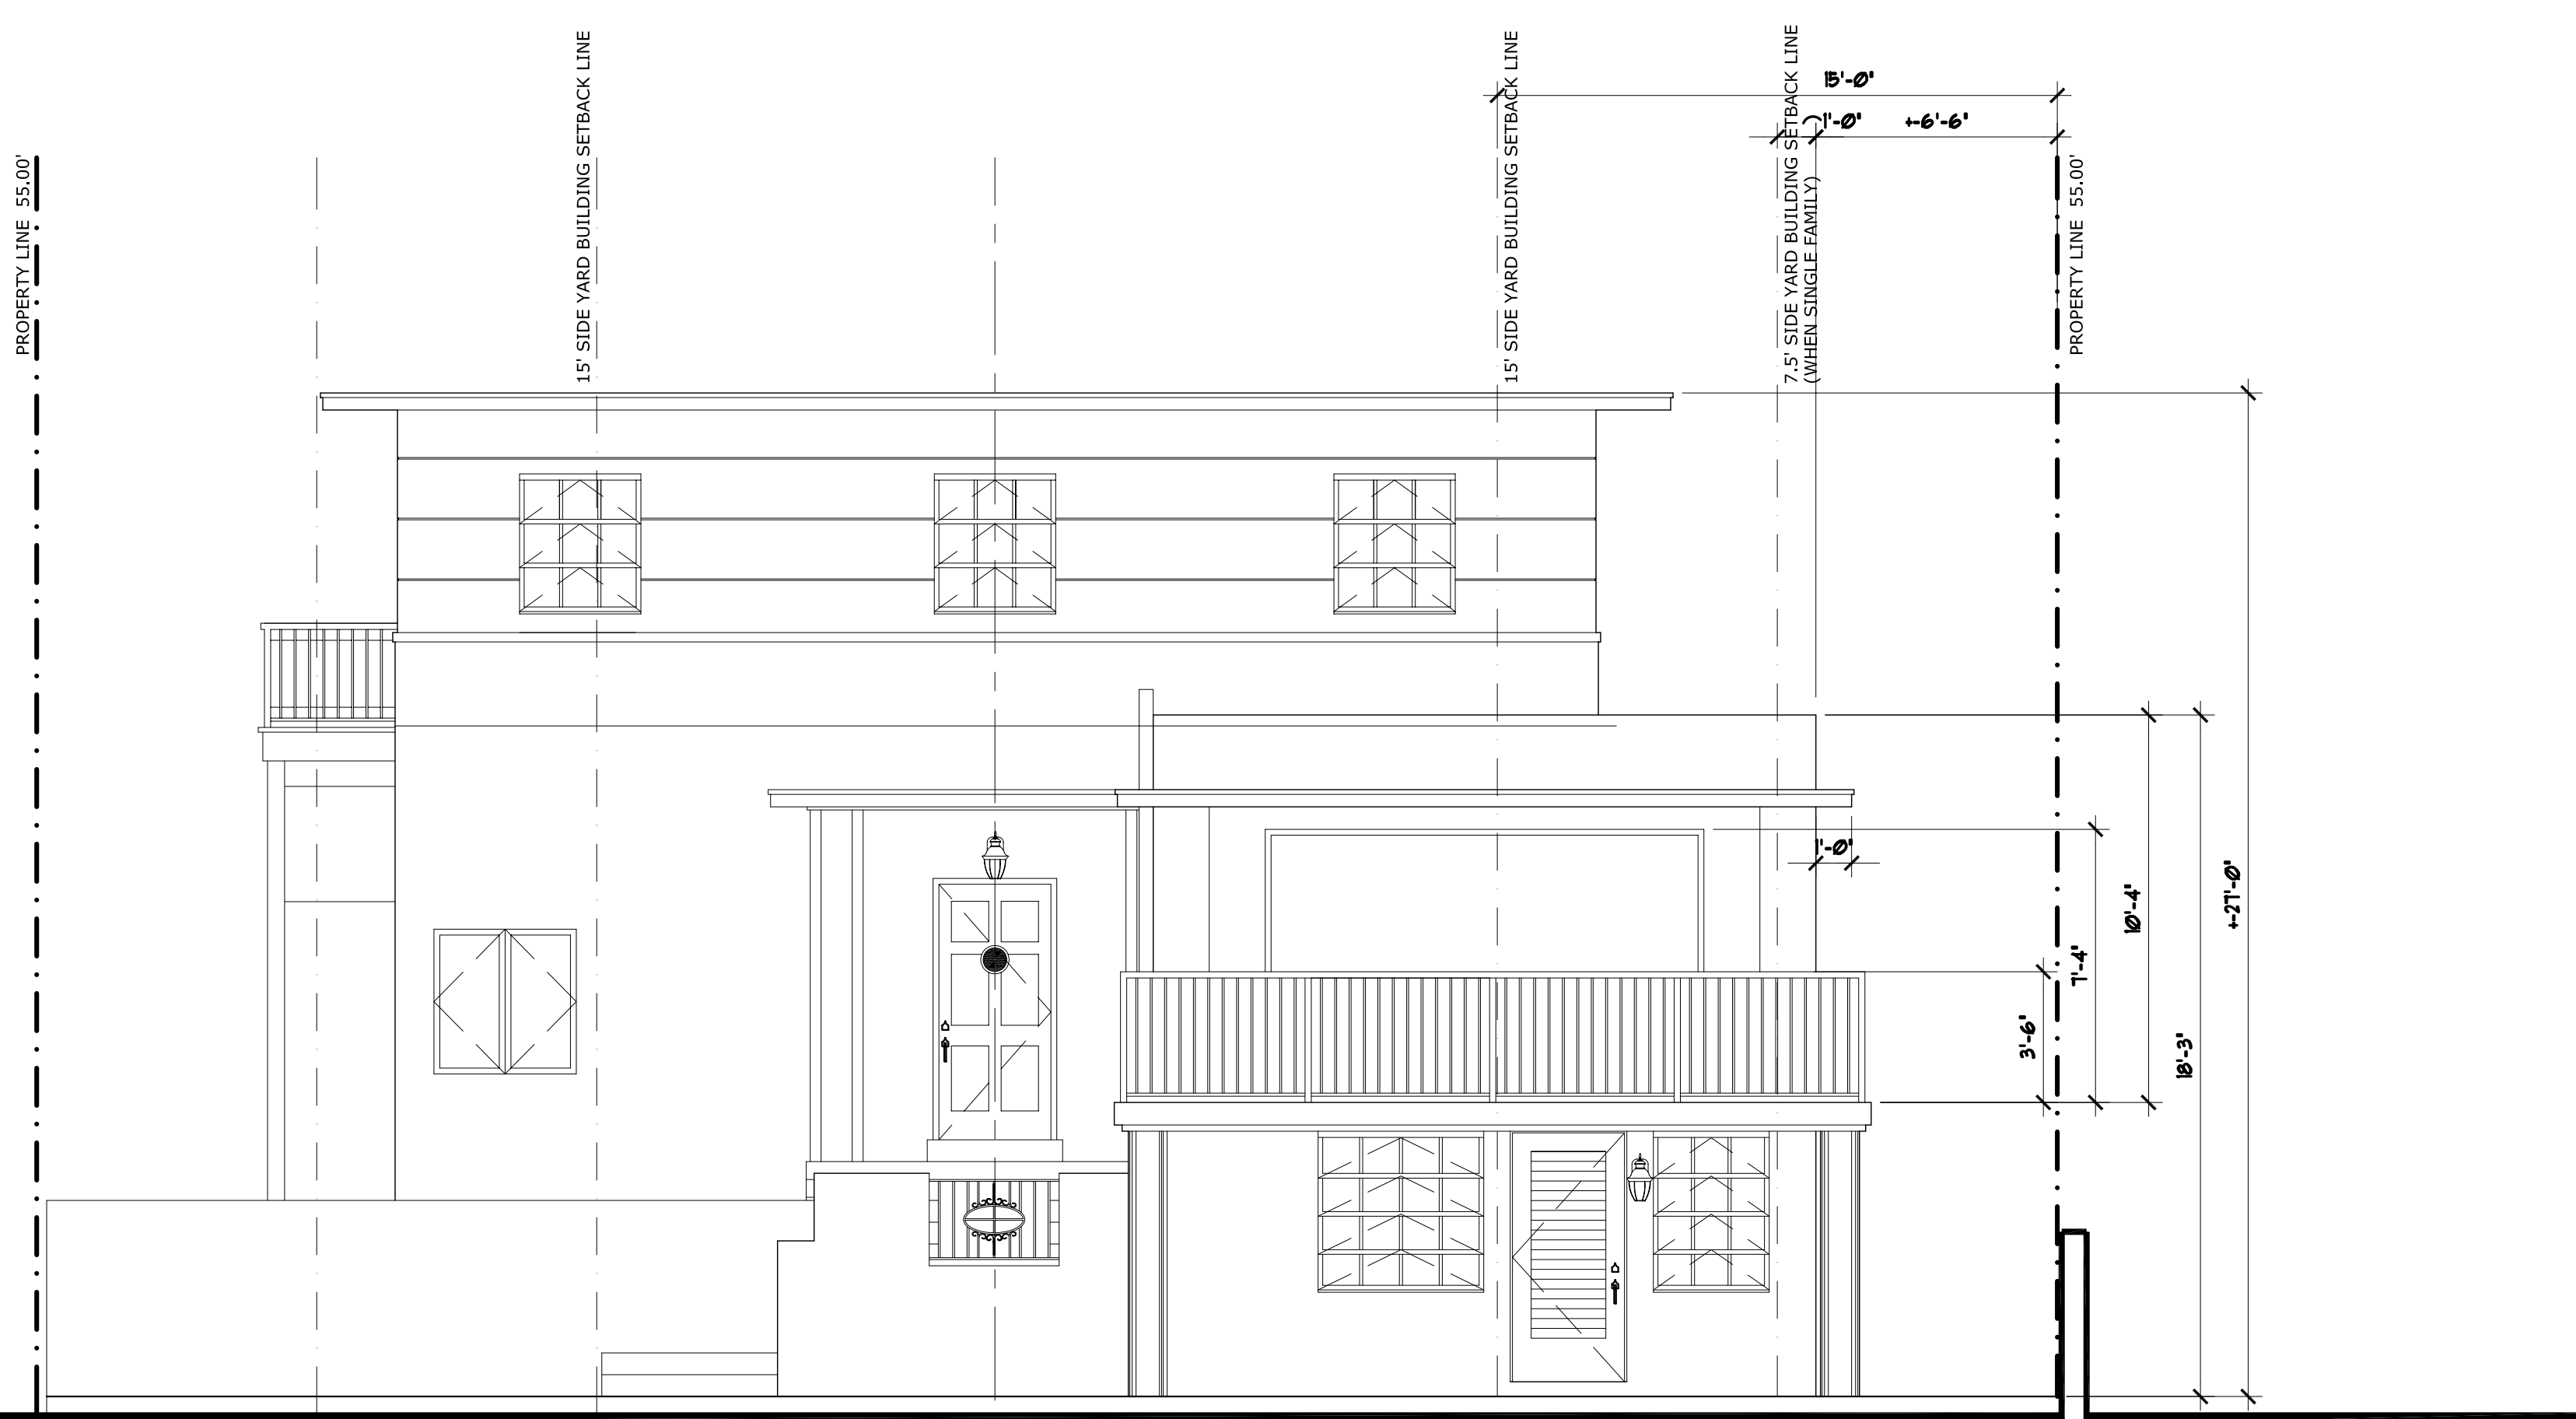 PROPERTY LINE 55.00'
15' SIDE YARD BUILDING SETBACK LINE
15' SIDE YARD BUILDING SETBACK LINE
7.5' SIDE YARD BUILDING SETBACK LINE
(WHEN SINGLE FAMILY)
15'-0"
1'-0"
+-6'-6"
PROPERTY LINE 55.00'
1'-0"
3'-6"
7'-4"
10'-4"
18'-3"
+-27'-0"